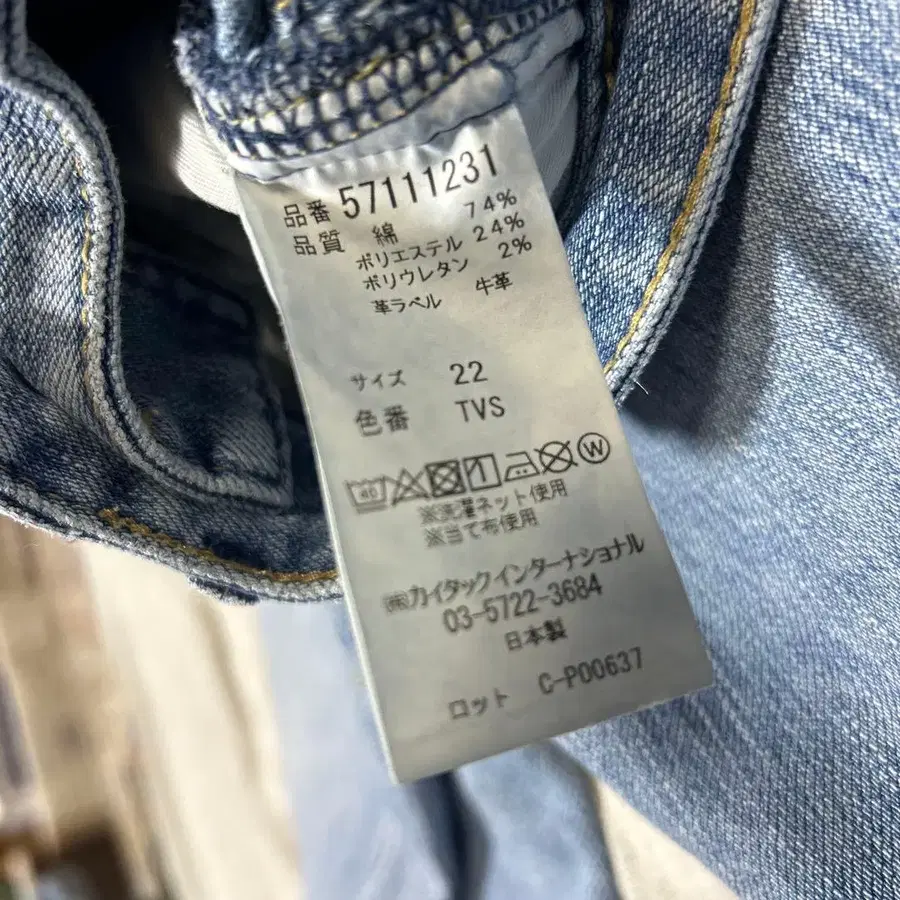 品番 57111231
品質 綿 74%
ポリエステル 24%
ポリウレタン 2%
革ラベル 牛革
サイズ 22
色番 TVS
40 W
※洗濯ネット使用
※当て布使用
㈱カイタックインターナショナル
03-5722-3684
日本製
ロット C-P00637